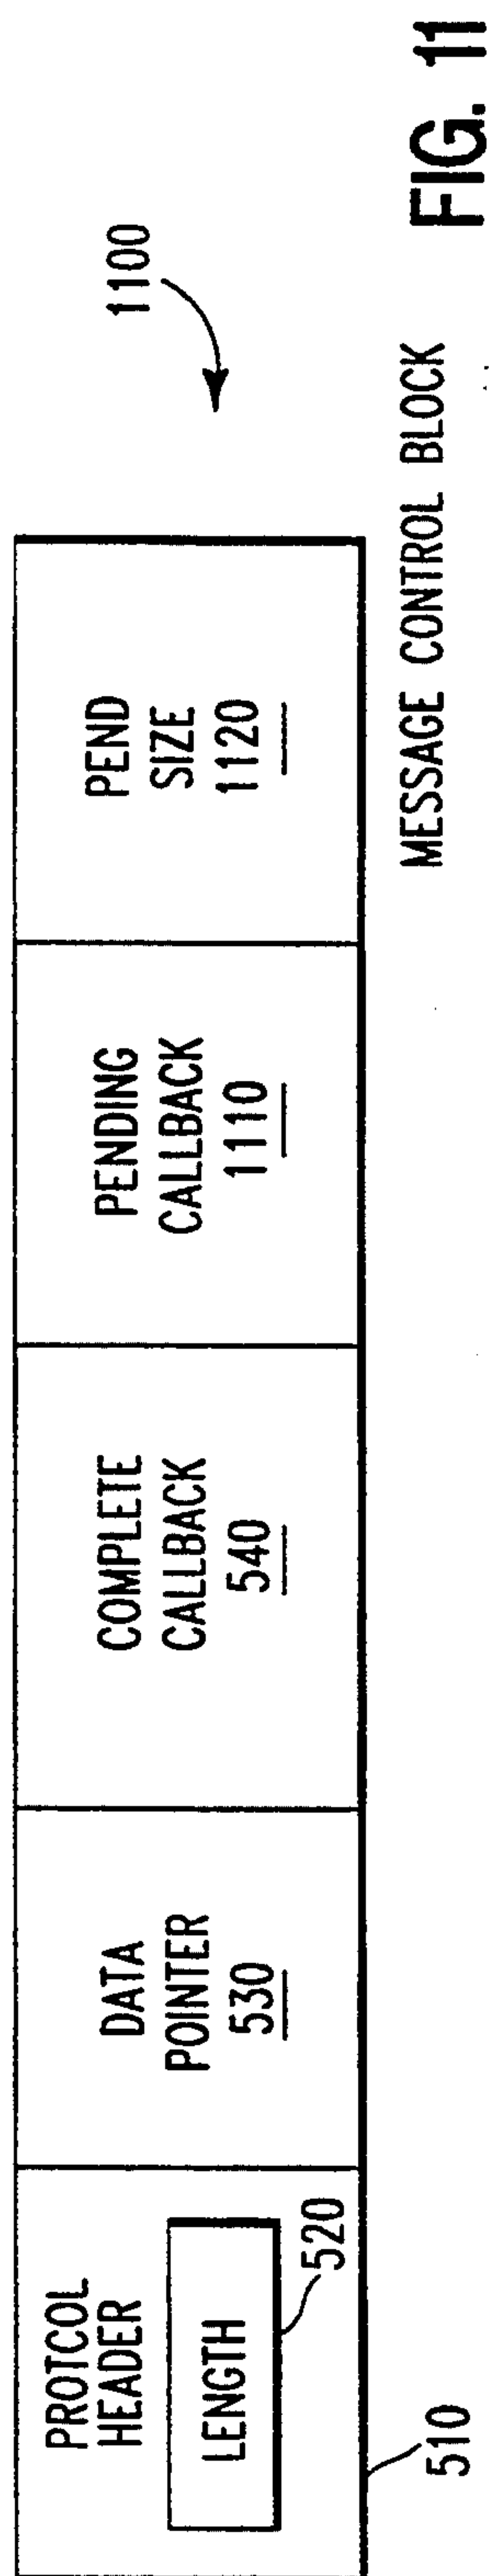 PROTCOL
HEADER
LENGTH
520
510
DATA
POINTER
530
COMPLETE
CALLBACK
540
PENDING
CALLBACK
1110
PEND
SIZE
1120
1100
MESSAGE CONTROL BLOCK
FIG. 11